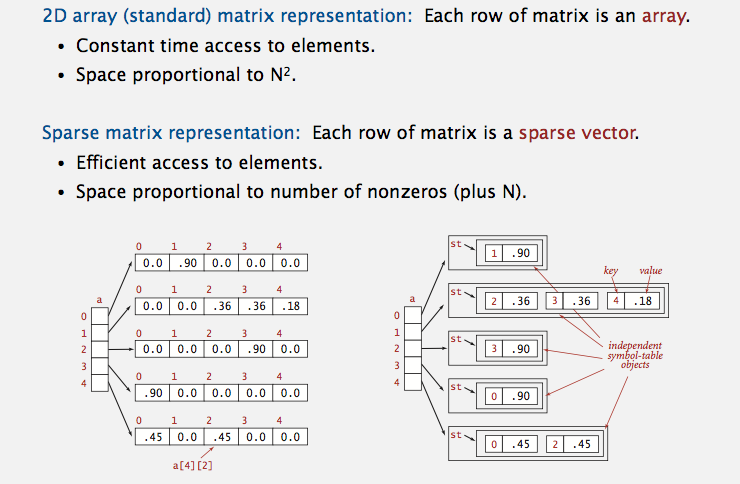 2D array (standard) matrix representation: Each row of matrix is an array.
• Constant time access to elements.
• Space proportional to N².
Sparse matrix representation: Each row of matrix is a sparse vector.
• Efficient access to elements.
• Space proportional to number of nonzeros (plus N).
a
0
1
2
3
4
0 1 2 3 4
0.0 .90 0.0 0.0 0.0
0 1 2 3 4
0.0 0.0 .36 .36 .18
0 1 2 3 4
0.0 0.0 0.0 .90 0.0
0 1 2 3 4
.90 0.0 0.0 0.0 0.0
0 1 2 3 4
.45 0.0 .45 0.0 0.0
a[4][2]
a
0
1
2
3
4
st
1 .90
key value
st
2 .36 3 .36 4 .18
st
3 .90
independent
symbol-table
objects
st
0 .90
st
0 .45 2 .45